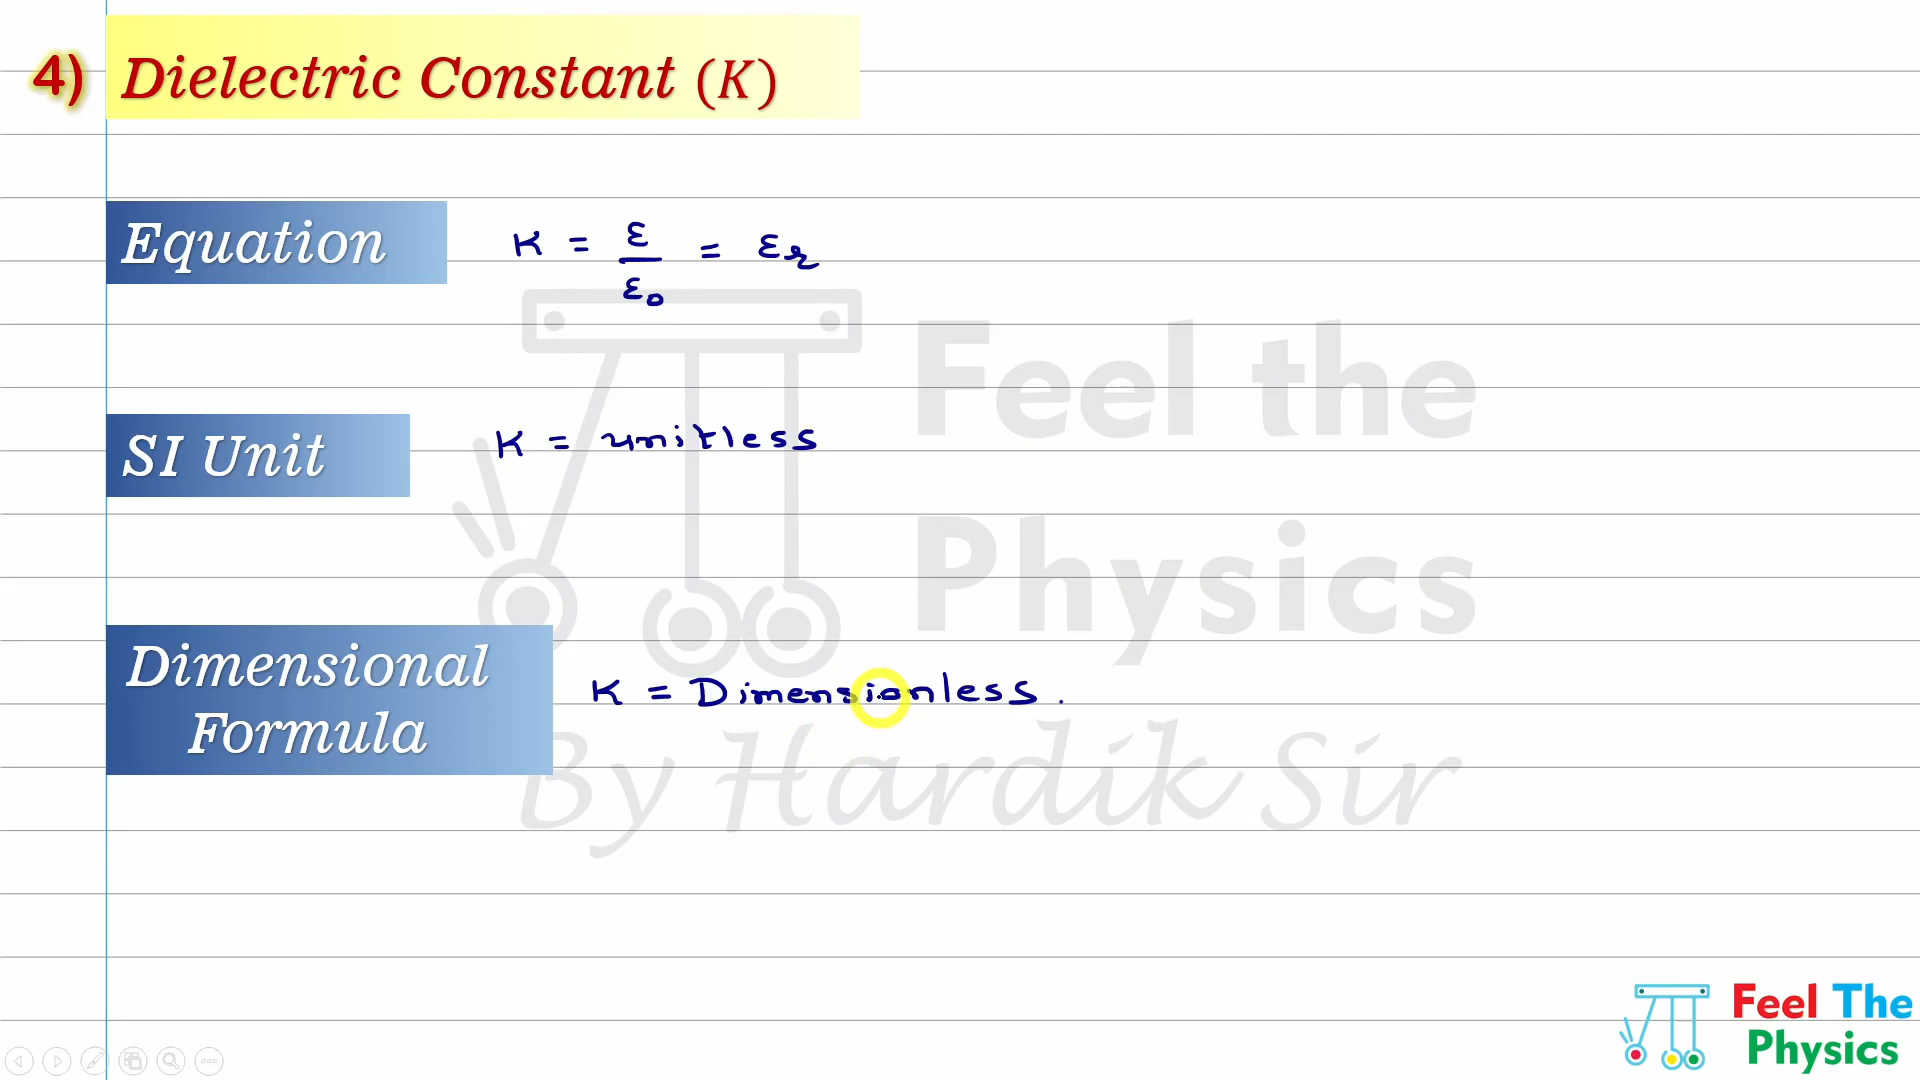 4) Dielectric Constant (K)
Equation
K = ε/ε₀ = εᵣ
SI Unit
K = unitless
Dimensional
Formula
K = Dimensionless.
Feel the
Physics
By Hardik Sir
Feel The
Physics